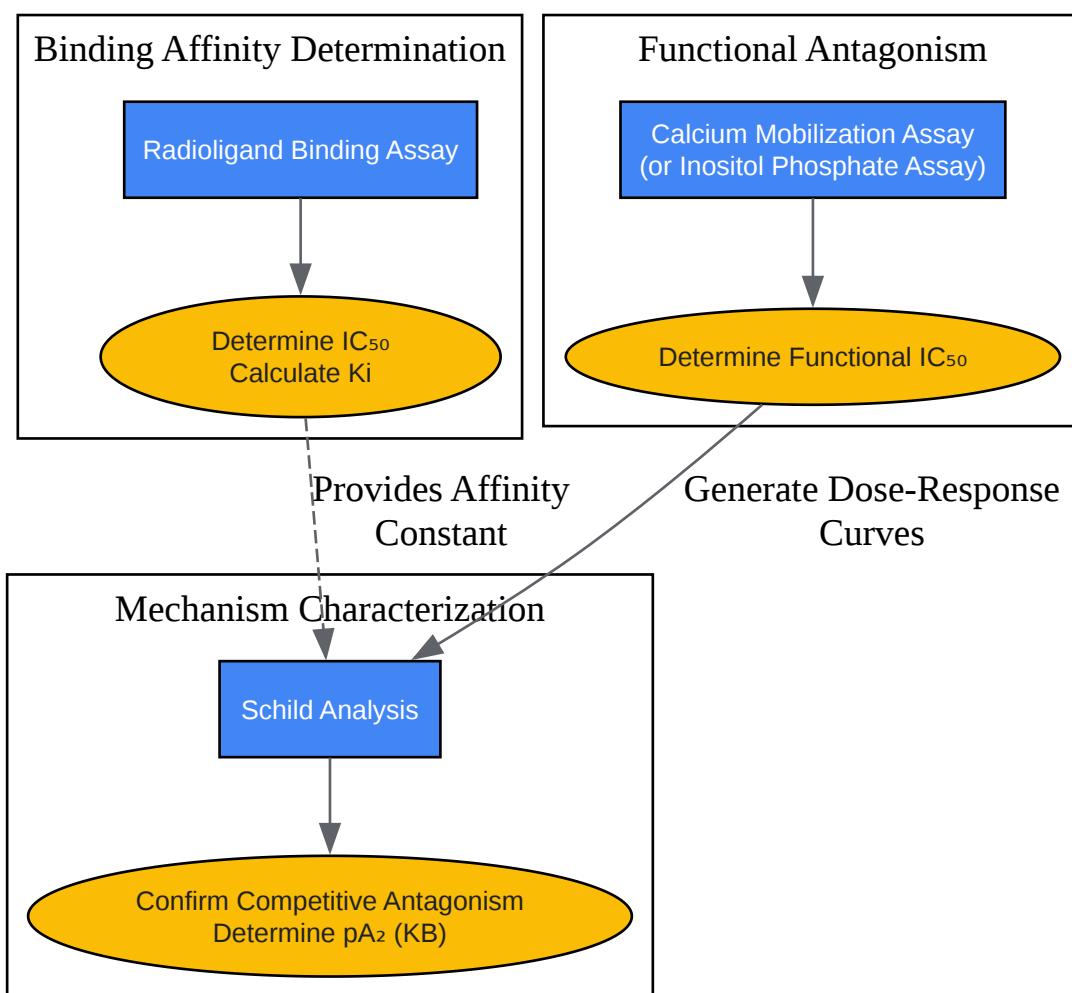 Binding Affinity Determination
Radioligand Binding Assay
Determine IC₅₀
Calculate Ki
Functional Antagonism
Calcium Mobilization Assay
(or Inositol Phosphate Assay)
Determine Functional IC₅₀
Provides Affinity
Constant
Generate Dose-Response
Curves
Mechanism Characterization
Schild Analysis
Confirm Competitive Antagonism
Determine pA₂ (KB)